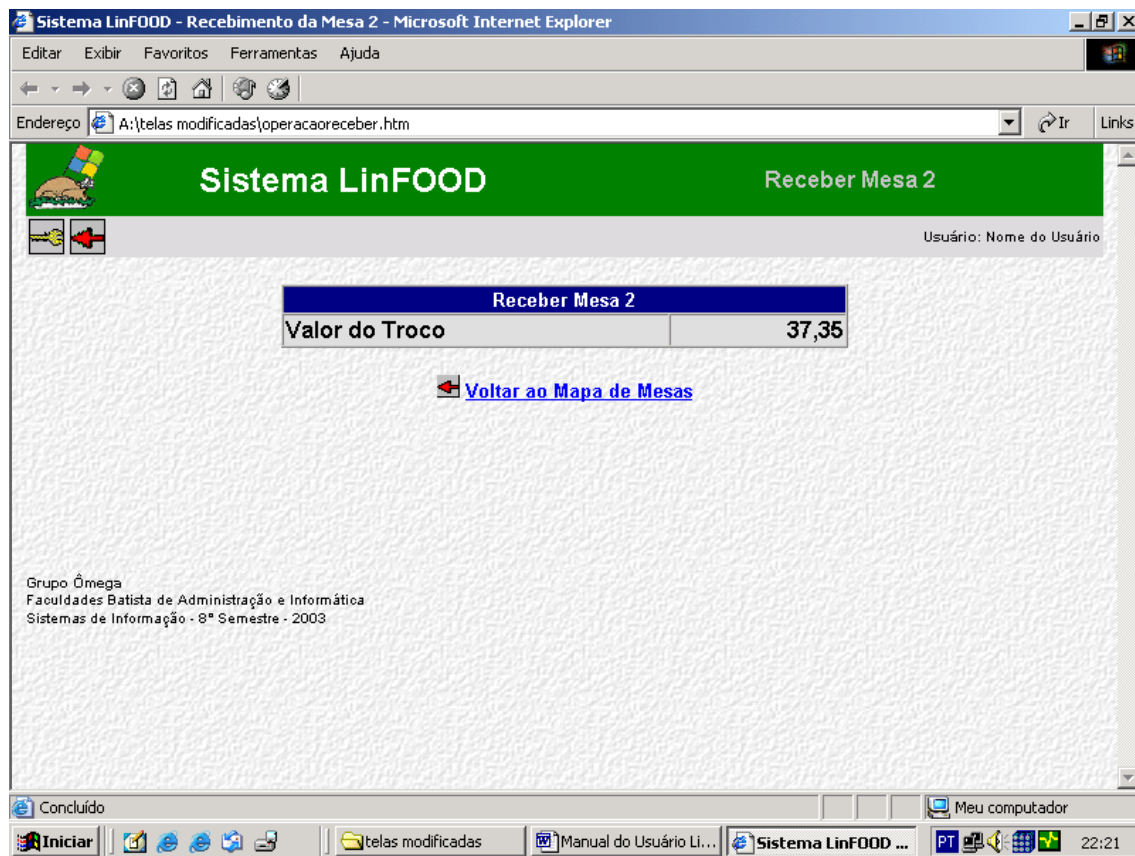 Sistema LinFOOD - Recebimento da Mesa 2 - Microsoft Internet Explorer
Editar Exibir Favoritos Ferramentas Ajuda
Endereço A:\telas modificadas\operacaoreceber.htm Ir Links
Sistema LinFOOD Receber Mesa 2
Usuário: Nome do Usuário
Receber Mesa 2
Valor do Troco 37,35
Voltar ao Mapa de Mesas
Grupo Ômega
Faculdades Batista de Administração e Informática
Sistemas de Informação - 8º Semestre - 2003
Concluído Meu computador
Iniciar telas modificadas Manual do Usuário Li... Sistema LinFOOD ... PT 22:21